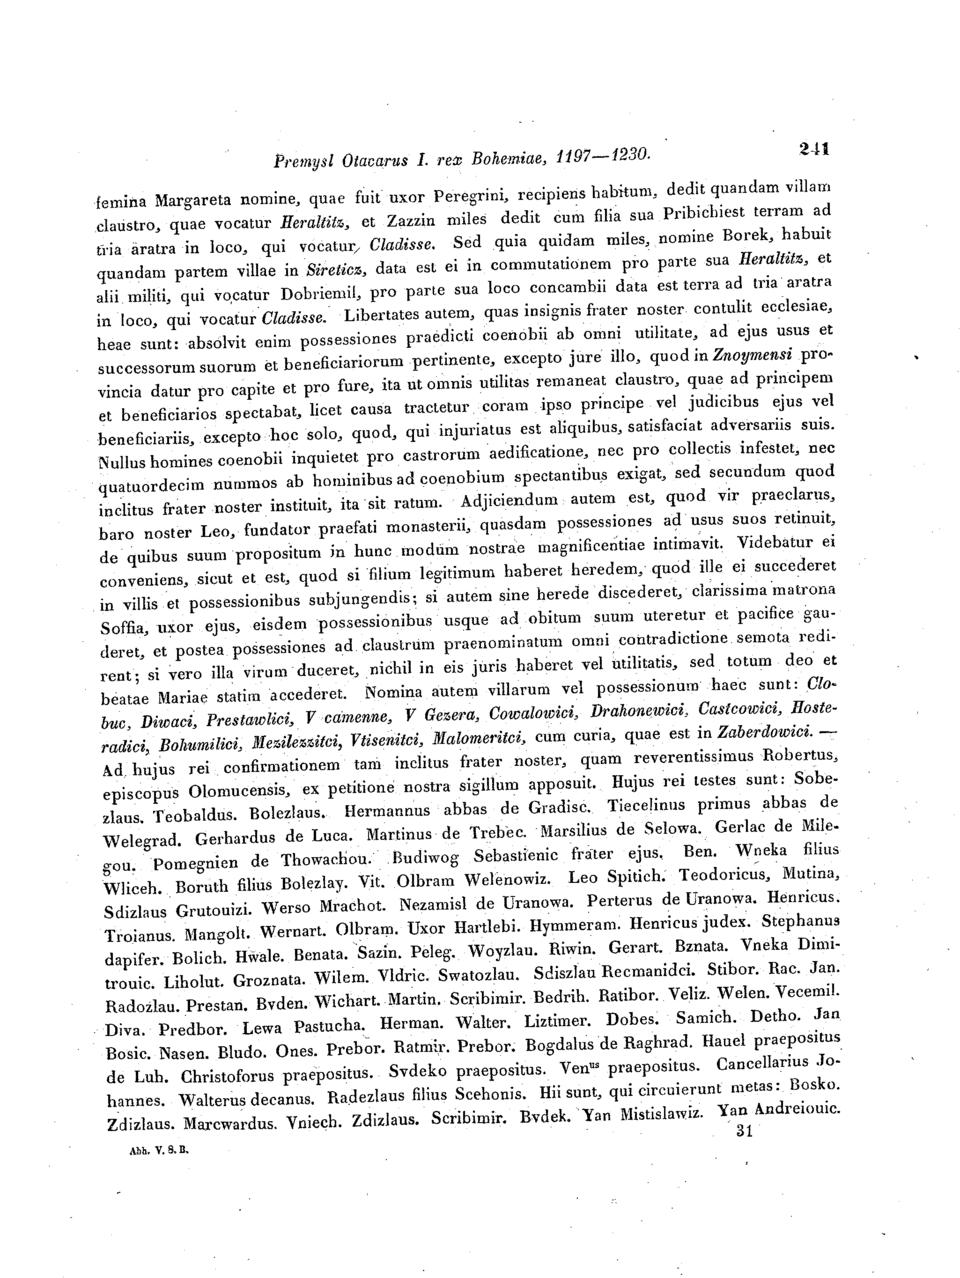 Premysl Otacarus I. rex Bohemiae, 1197—1230. 241
femina Margareta nomine, quae fuit uxor Peregrini, recipiens habitum, dedit quandam villam
claustro, quae vocatur Heraltitz, et Zazzin miles dedit cum filia sua Pribichiest terram ad
tria aratra in loco, qui vocatur, Cladisse. Sed quia quidam miles, nomine Borek, habuit
quandam partem villae in Sireticz, data est ei in commutationem pro parte sua Heraltitz, et
alii militi, qui vocatur Dobriemil, pro parte sua loco concambii data est terra ad tria aratra
in loco, qui vocatur Cladisse. Libertates autem, quas insignis frater noster contulit ecclesiae,
heae sunt: absolvit enim possessiones praedicti coenobii ab omni utilitate, ad ejus usus et
successorum suorum et beneficiariorum pertinente, excepto jure illo, quod in Znoymensi pro-
vincia datur pro capite et pro fure, ita ut omnis utilitas remaneat claustro, quae ad principem
et beneficiarios spectabat, licet causa tractetur coram ipso principe vel judicibus ejus vel
beneficiariis, excepto hoc solo, quod, qui injuriatus est aliquibus, satisfaciat adversariis suis.
Nullus homines coenobii inquietet pro castrorum aedificatione, nec pro collectis infestet, nec
quatuordecim nummos ab hominibus ad coenobium spectantibus exigat, sed secundum quod
inclitus frater noster instituit, ita sit ratum. Adjiciendum autem est, quod vir praeclarus,
baro noster Leo, fundator praefati monasterii, quasdam possessiones ad usus suos retinuit,
de quibus suum propositum in hunc modum nostrae magnificentiae intimavit. Videbatur ei
conveniens, sicut et est, quod si filium legitimum haberet heredem, quod ille ei succederet
in villis et possessionibus subjungendis; si autem sine herede discederet, clarissima matrona
Soffia, uxor ejus, eisdem possessionibus usque ad obitum suum uteretur et pacifice gau-
deret, et postea possessiones ad claustrum praenominatum omni contradictione semota redi-
rent; si vero illa virum duceret, nichil in eis juris haberet vel utilitatis, sed totum deo et
beatae Mariae statim accederet. Nomina autem villarum vel possessionum haec sunt: Clo-
buc, Diwaci, Prestawlici, V camenne, V Gezera, Cowalowici, Drahonewici, Castcowici, Hoste-
radici, Bohumilici, Mezilezzitci, Vtisenitci, Malomeritci, cum curia, quae est in Zaberdowici. —
Ad hujus rei confirmationem tam inclitus frater noster, quam reverentissimus Robertus,
episcopus Olomucensis, ex petitione nostra sigillum apposuit. Hujus rei testes sunt: Sobe-
zlaus. Teobaldus. Bolezlaus. Hermannus abbas de Gradisc. Tiecelinus primus abbas de
Welegrad. Gerhardus de Luca. Martinus de Trebec. Marsilius de Selowa. Gerlac de Mile-
gou. Pomegnien de Thowachou. Budiwog Sebastienic frater ejus. Ben. Wneka filius
Wliceh. Boruth filius Bolezlay. Vit. Olbram Welenowiz. Leo Spitich. Teodoricus, Mutina,
Sdizlaus Grutouizi. Werso Mrachot. Nezamisl de Uranowa. Perterus de Uranowa. Henricus.
Troianus. Mangolt. Wernart. Olbram. Uxor Hartlebi. Hymmeram. Henricus judex. Stephanus
dapifer. Bolich. Hwale. Benata. Sazin. Peleg. Woyzlau. Riwin. Gerart. Bznata. Vneka Dimi-
trouic. Liholut. Groznata. Wilem. Vldric. Swatozlau. Sdiszlau Recmanidci. Stibor. Rac. Jan.
Radozlau. Prestan. Bvden. Wichart. Martin. Scribimir. Bedrih. Ratibor. Veliz. Welen. Vecemil.
Diva. Predbor. Lewa Pastucha. Herman. Walter. Liztimer. Dobes. Samich. Detho. Jan
Bosic. Nasen. Bludo. Ones. Prebor. Ratmir. Prebor. Bogdalus de Raghrad. Hauel praepositus
de Luh. Christoforus praepositus. Svdeko praepositus. Venus praepositus. Cancellarius Jo-
hannes. Walterus decanus. Radezlaus filius Scehonis. Hii sunt, qui circuierunt metas: Bosko.
Zdizlaus. Marcwardus. Vniech. Zdizlaus. Scribimir. Bvdek. Yan Mistislawiz. Yan Andreiouic.
Abh. V. 8. B. 31